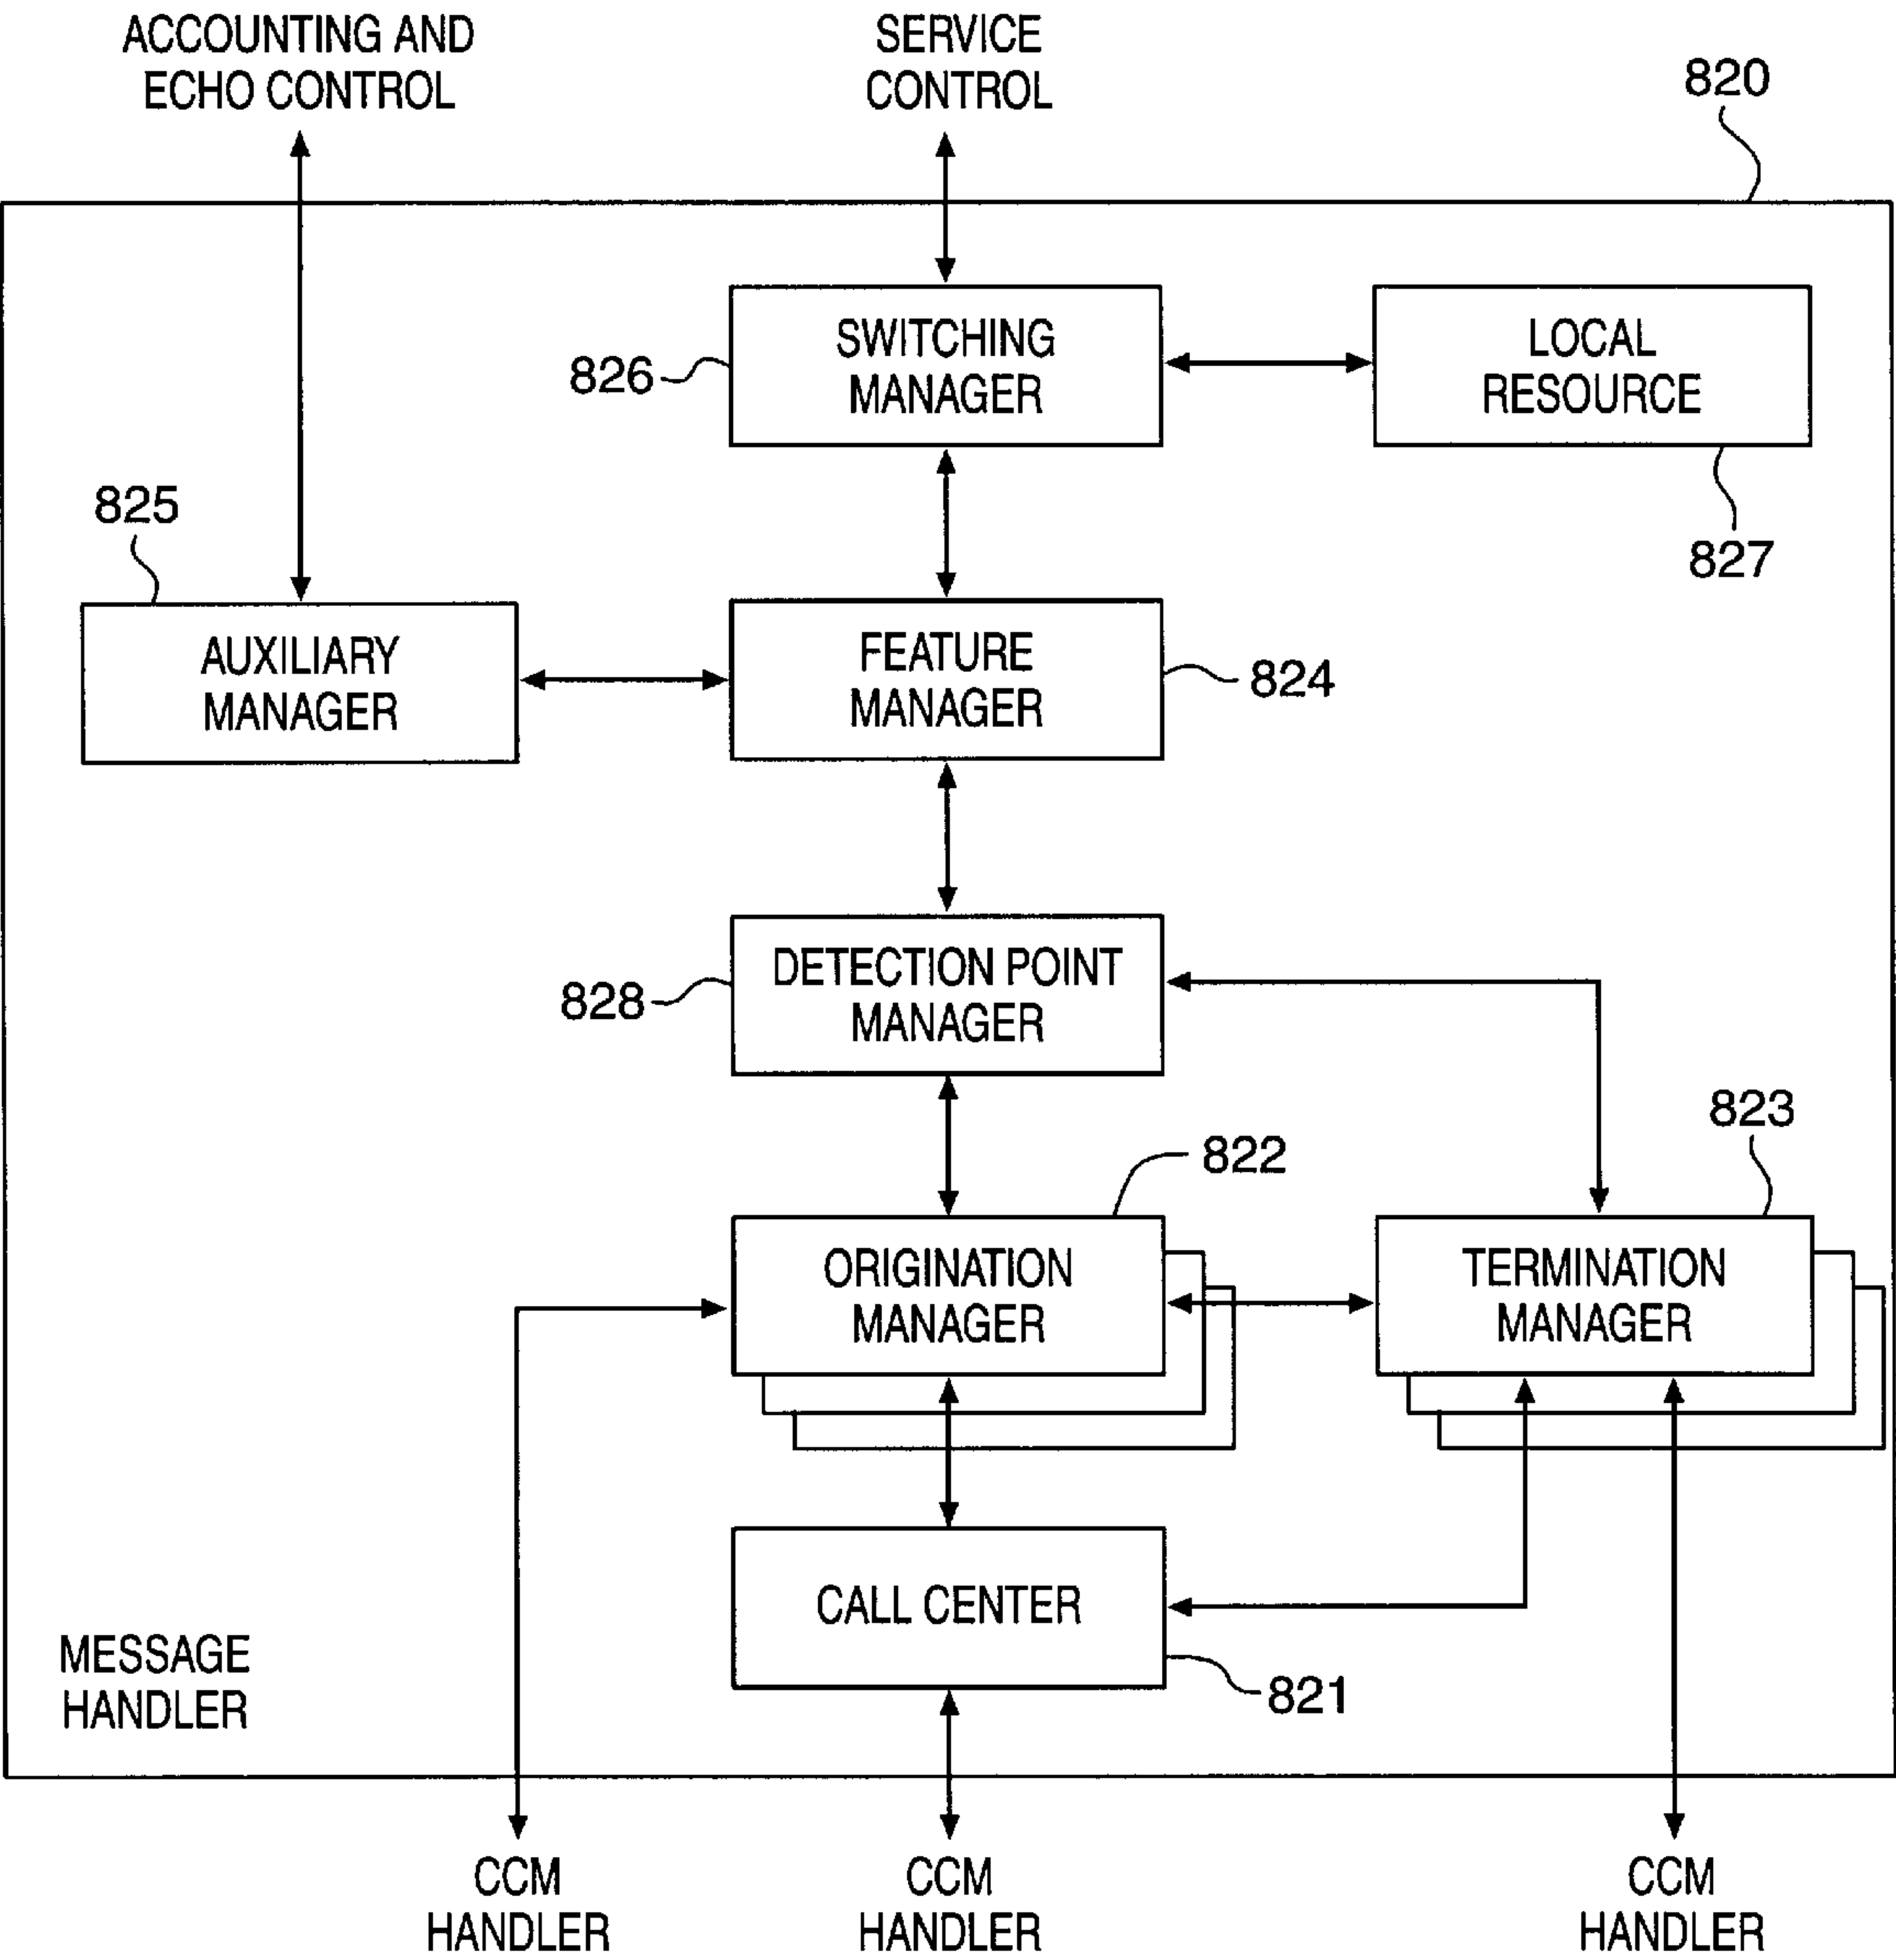 ACCOUNTING AND
ECHO CONTROL
SERVICE
CONTROL
820
SWITCHING
MANAGER
826
LOCAL
RESOURCE
827
825
AUXILIARY
MANAGER
FEATURE
MANAGER
824
DETECTION POINT
MANAGER
828
822
823
ORIGINATION
MANAGER
TERMINATION
MANAGER
CALL CENTER
821
MESSAGE
HANDLER
CCM
HANDLER
CCM
HANDLER
CCM
HANDLER